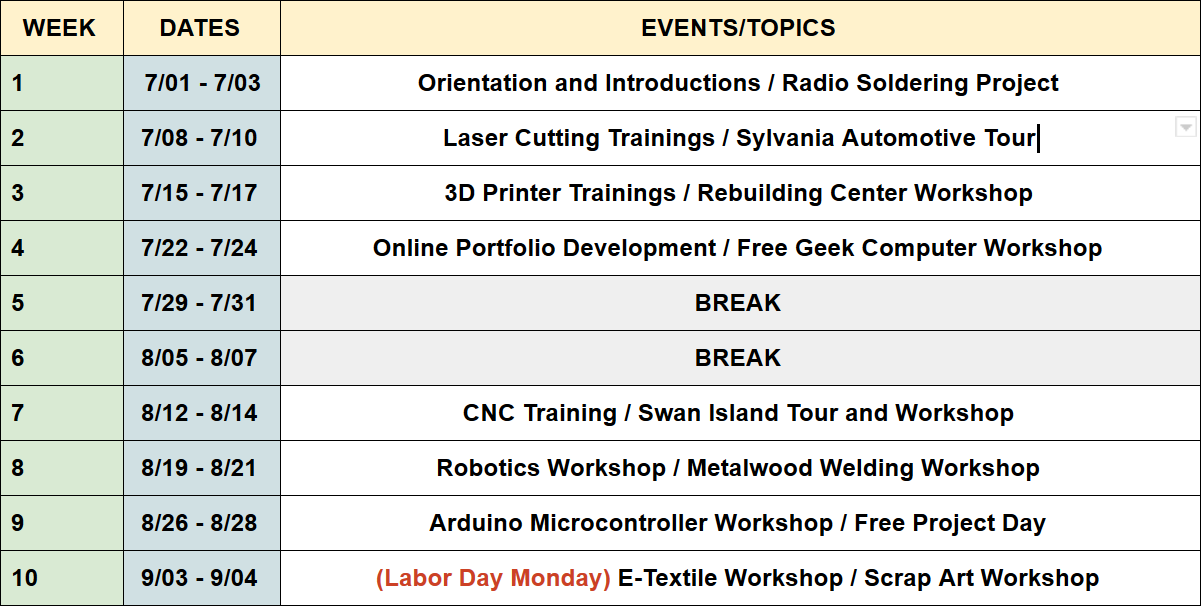 WEEK DATES EVENTS/TOPICS
1 7/01 - 7/03 Orientation and Introductions / Radio Soldering Project
2 7/08 - 7/10 Laser Cutting Trainings / Sylvania Automotive Tour
3 7/15 - 7/17 3D Printer Trainings / Rebuilding Center Workshop
4 7/22 - 7/24 Online Portfolio Development / Free Geek Computer Workshop
5 7/29 - 7/31 BREAK
6 8/05 - 8/07 BREAK
7 8/12 - 8/14 CNC Training / Swan Island Tour and Workshop
8 8/19 - 8/21 Robotics Workshop / Metalwood Welding Workshop
9 8/26 - 8/28 Arduino Microcontroller Workshop / Free Project Day
10 9/03 - 9/04 (Labor Day Monday) E-Textile Workshop / Scrap Art Workshop